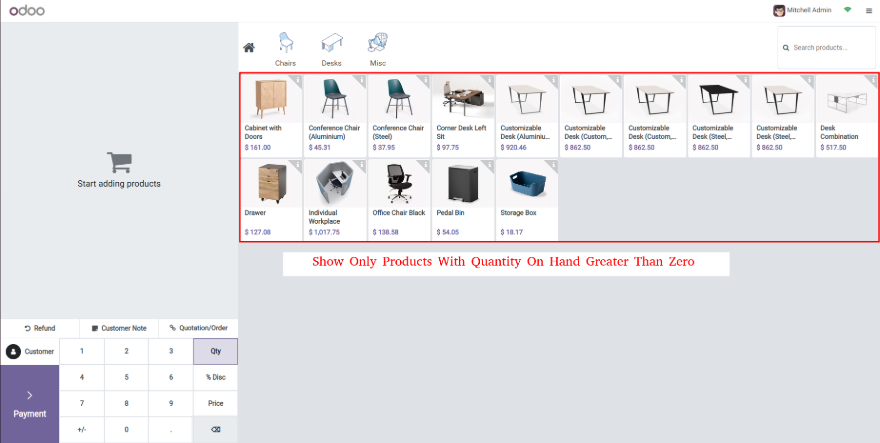 odoo
Mitchell Admin
Chairs
Desks
Misc
Search products...
Cabinet with
Doors
$ 161.00
Conference Chair
(Aluminium)
$ 45.31
Conference Chair
(Steel)
$ 37.95
Corner Desk Left
Sit
$ 97.75
Customizable
Desk (Aluminiu...
$ 920.46
Customizable
Desk (Custom,...
$ 862.50
Customizable
Desk (Custom,...
$ 862.50
Customizable
Desk (Steel,...
$ 862.50
Customizable
Desk (Steel,...
$ 862.50
Desk
Combination
$ 517.50
Drawer
$ 127.08
Individual
Workplace
$ 1,017.75
Office Chair Black
$ 138.58
Pedal Bin
$ 54.05
Storage Box
$ 18.17
Start adding products
Show Only Products With Quantity On Hand Greater Than Zero
Refund
Customer Note
Quotation/Order
Customer
1 2 3 Qty
4 5 6 % Disc
Payment
7 8 9 Price
+/- 0 .